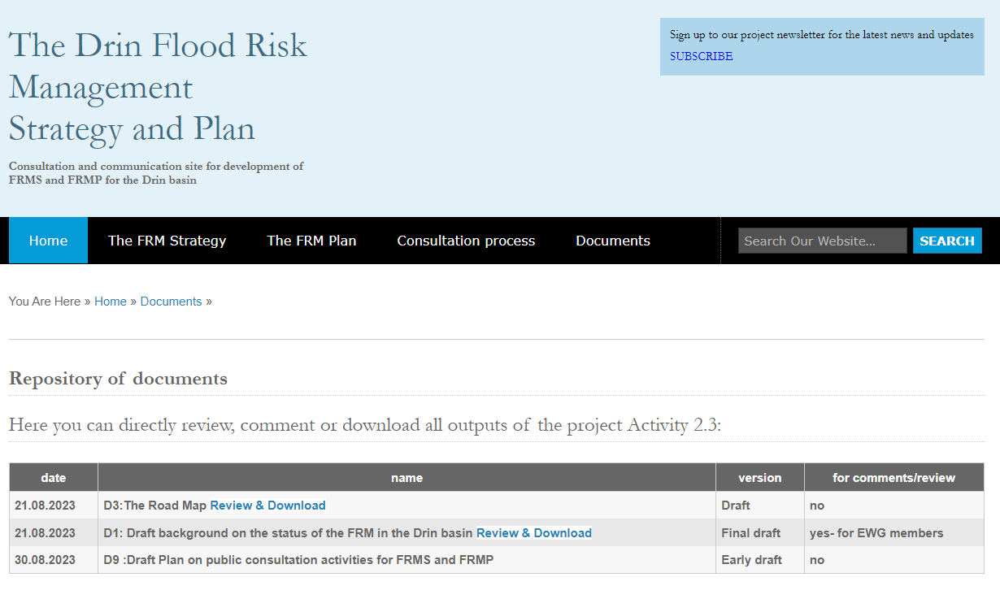 The Drin Flood Risk
Management
Strategy and Plan
Consultation and communication site for development of
FRMS and FRMP for the Drin basin
Sign up to our project newsletter for the latest news and updates
SUBSCRIBE
Home The FRM Strategy The FRM Plan Consultation process Documents Search Our Website... SEARCH
You Are Here » Home » Documents »
Repository of documents
Here you can directly review, comment or download all outputs of the project Activity 2.3:
date name version for comments/review
21.08.2023 D3:The Road Map Review & Download Draft no
21.08.2023 D1: Draft background on the status of the FRM in the Drin basin Review & Download Final draft yes- for EWG members
30.08.2023 D9 :Draft Plan on public consultation activities for FRMS and FRMP Early draft no